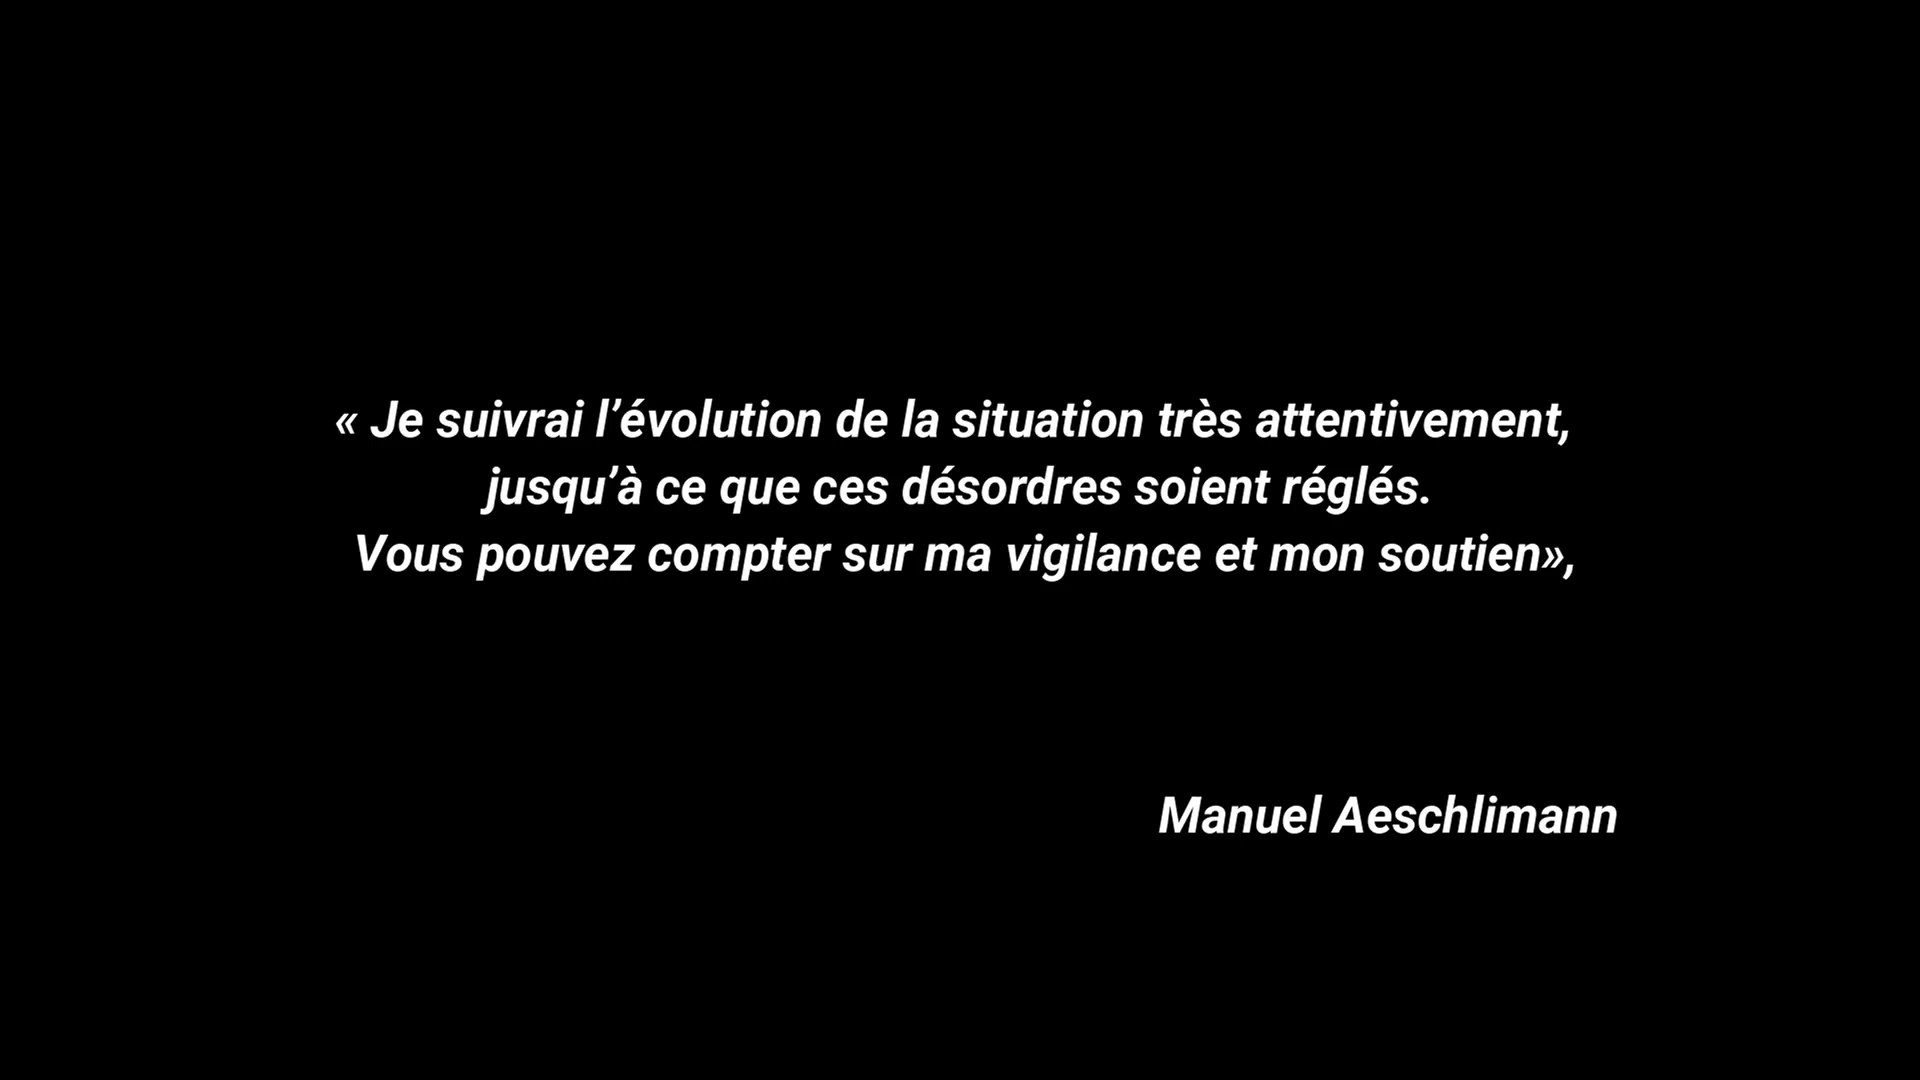 « Je suivrai l’évolution de la situation très attentivement,
jusqu’à ce que ces désordres soient réglés.
Vous pouvez compter sur ma vigilance et mon soutien»,
Manuel Aeschlimann